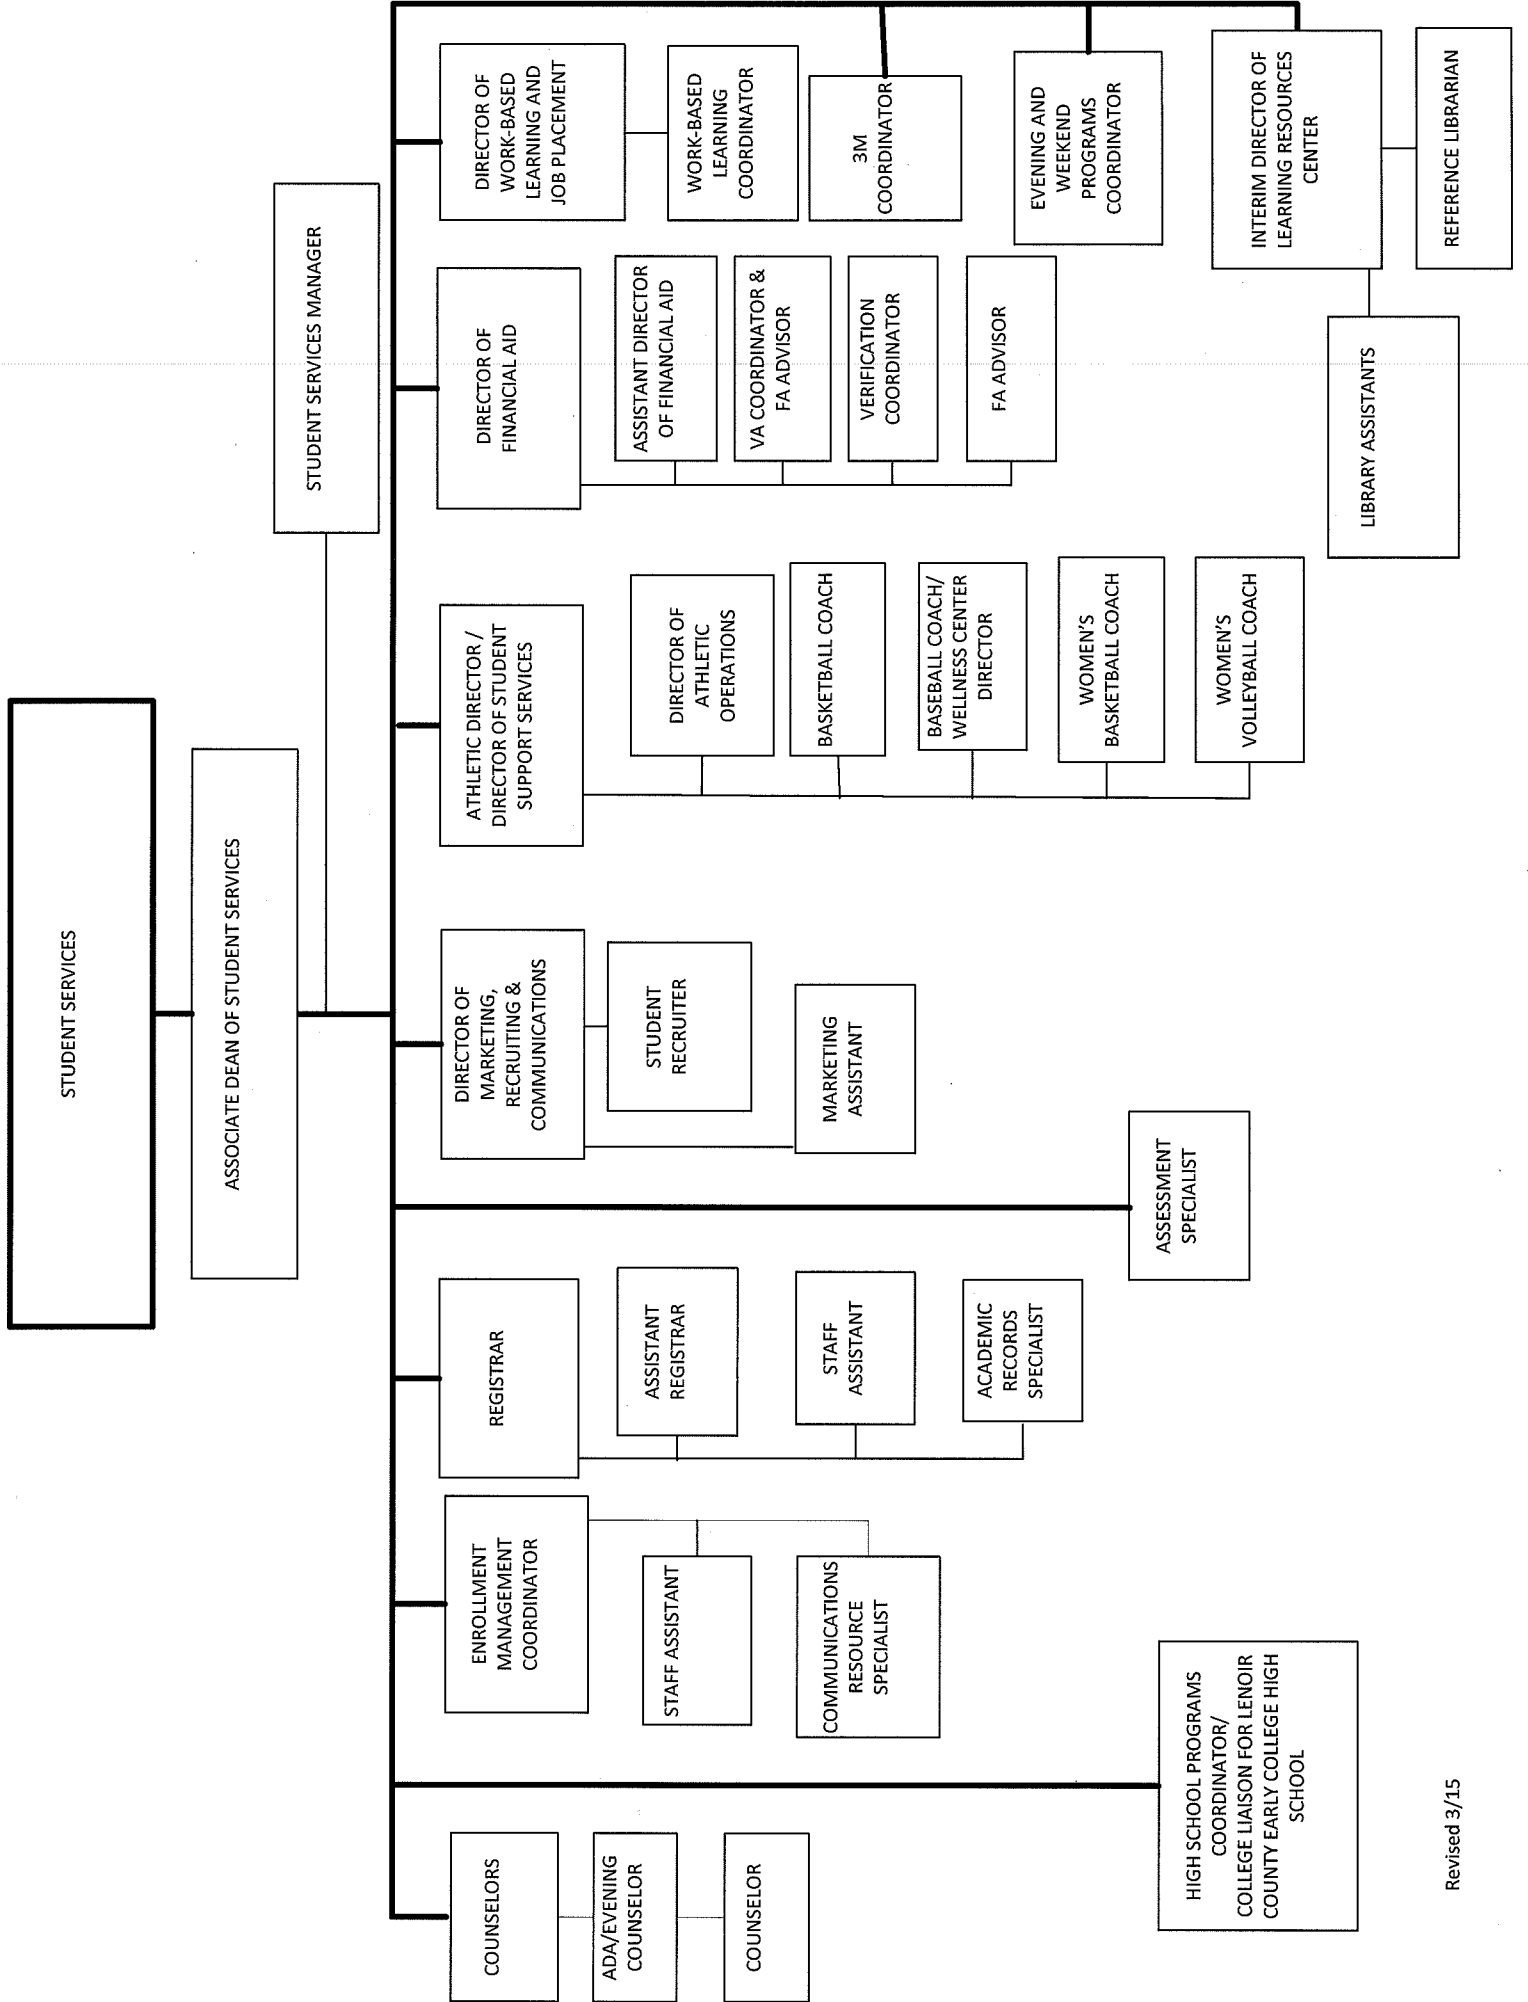 STUDENT SERVICES
ASSOCIATE DEAN OF STUDENT SERVICES
STUDENT SERVICES MANAGER
COUNSELORS
ADA/EVENING
COUNSELOR
COUNSELOR
HIGH SCHOOL PROGRAMS
COORDINATOR/
COLLEGE LIAISON FOR LENOIR
COUNTY EARLY COLLEGE HIGH
SCHOOL
ENROLLMENT
MANAGEMENT
COORDINATOR
STAFF ASSISTANT
COMMUNICATIONS
RESOURCE
SPECIALIST
REGISTRAR
ASSISTANT
REGISTRAR
STAFF
ASSISTANT
ACADEMIC
RECORDS
SPECIALIST
ASSESSMENT
SPECIALIST
DIRECTOR OF
MARKETING,
RECRUITING &
COMMUNICATIONS
STUDENT
RECRUITER
MARKETING
ASSISTANT
ATHLETIC DIRECTOR /
DIRECTOR OF STUDENT
SUPPORT SERVICES
DIRECTOR OF
ATHLETIC
OPERATIONS
BASKETBALL COACH
BASEBALL COACH/
WELLNESS CENTER
DIRECTOR
WOMEN'S
BASKETBALL COACH
WOMEN'S
VOLLEYBALL COACH
DIRECTOR OF
FINANCIAL AID
ASSISTANT DIRECTOR
OF FINANCIAL AID
VA COORDINATOR &
FA ADVISOR
VERIFICATION
COORDINATOR
FA ADVISOR
DIRECTOR OF
WORK-BASED
LEARNING AND
JOB PLACEMENT
WORK-BASED
LEARNING
COORDINATOR
3M
COORDINATOR
EVENING AND
WEEKEND
PROGRAMS
COORDINATOR
INTERIM DIRECTOR OF
LEARNING RESOURCES
CENTER
LIBRARY ASSISTANTS
REFERENCE LIBRARIAN
Revised 3/15